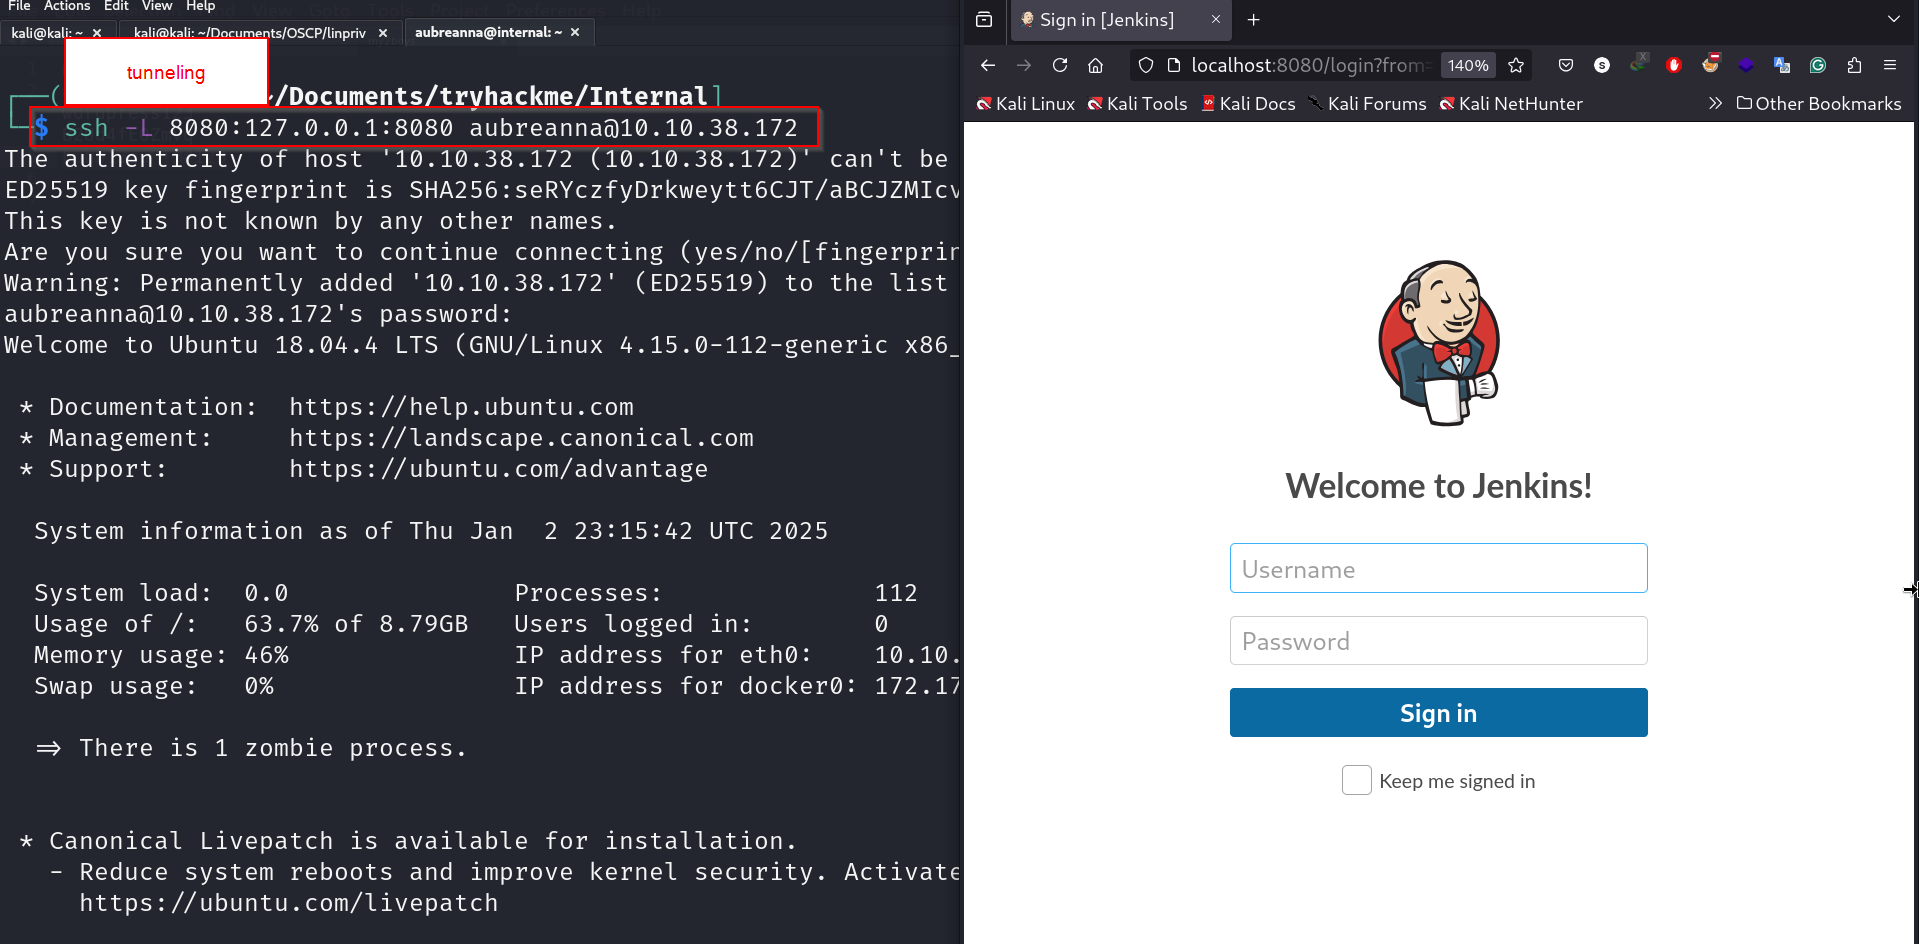 File Actions Edit View Help
kali@kali: ~ × kali@kali: ~/Documents/OSCP/linpriv × aubreanna@internal: ~ ×
tunneling
~/Documents/tryhackme/Internal]
$ ssh -L 8080:127.0.0.1:8080 aubreanna@10.10.38.172
The authenticity of host '10.10.38.172 (10.10.38.172)' can't be
ED25519 key fingerprint is SHA256:seRYczfyDrkweytt6CJT/aBCJZMIcv
This key is not known by any other names.
Are you sure you want to continue connecting (yes/no/[fingerprin
Warning: Permanently added '10.10.38.172' (ED25519) to the list
aubreanna@10.10.38.172's password:
Welcome to Ubuntu 18.04.4 LTS (GNU/Linux 4.15.0-112-generic x86_
* Documentation: https://help.ubuntu.com
* Management: https://landscape.canonical.com
* Support: https://ubuntu.com/advantage
System information as of Thu Jan 2 23:15:42 UTC 2025
System load: 0.0 Processes: 112
Usage of /: 63.7% of 8.79GB Users logged in: 0
Memory usage: 46% IP address for eth0: 10.10.
Swap usage: 0% IP address for docker0: 172.17
=> There is 1 zombie process.
* Canonical Livepatch is available for installation.
- Reduce system reboots and improve kernel security. Activate
https://ubuntu.com/livepatch
Sign in [Jenkins] ×
localhost:8080/login?from= 140%
Kali Linux Kali Tools Kali Docs Kali Forums Kali NetHunter Other Bookmarks
Welcome to Jenkins!
Username
Password
Sign in
Keep me signed in